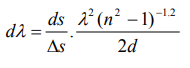 dλ = ds/Δs . λ²(n² − 1)^−1.2 / 2d